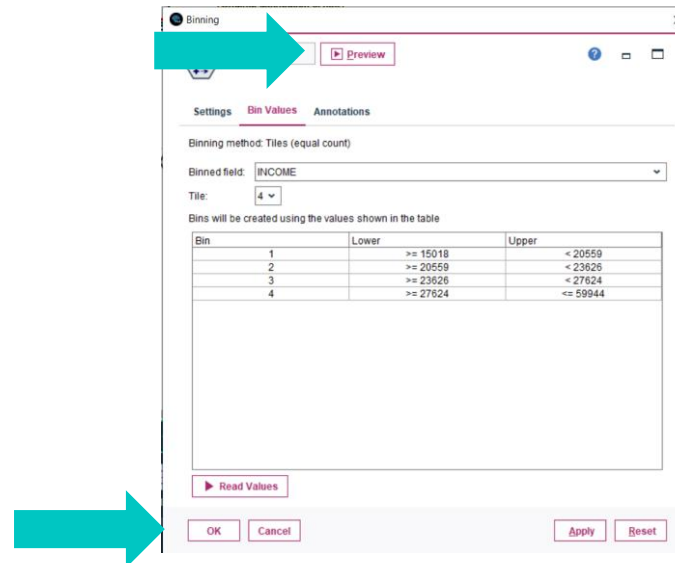 Binning
Preview
Settings Bin Values Annotations
Binning method: Tiles (equal count)
Binned field: INCOME
Tile: 4
Bins will be created using the values shown in the table
Bin Lower Upper
1 >= 15018 < 20559
2 >= 20559 < 23626
3 >= 23626 < 27624
4 >= 27624 <= 59944
Read Values
OK Cancel Apply Reset